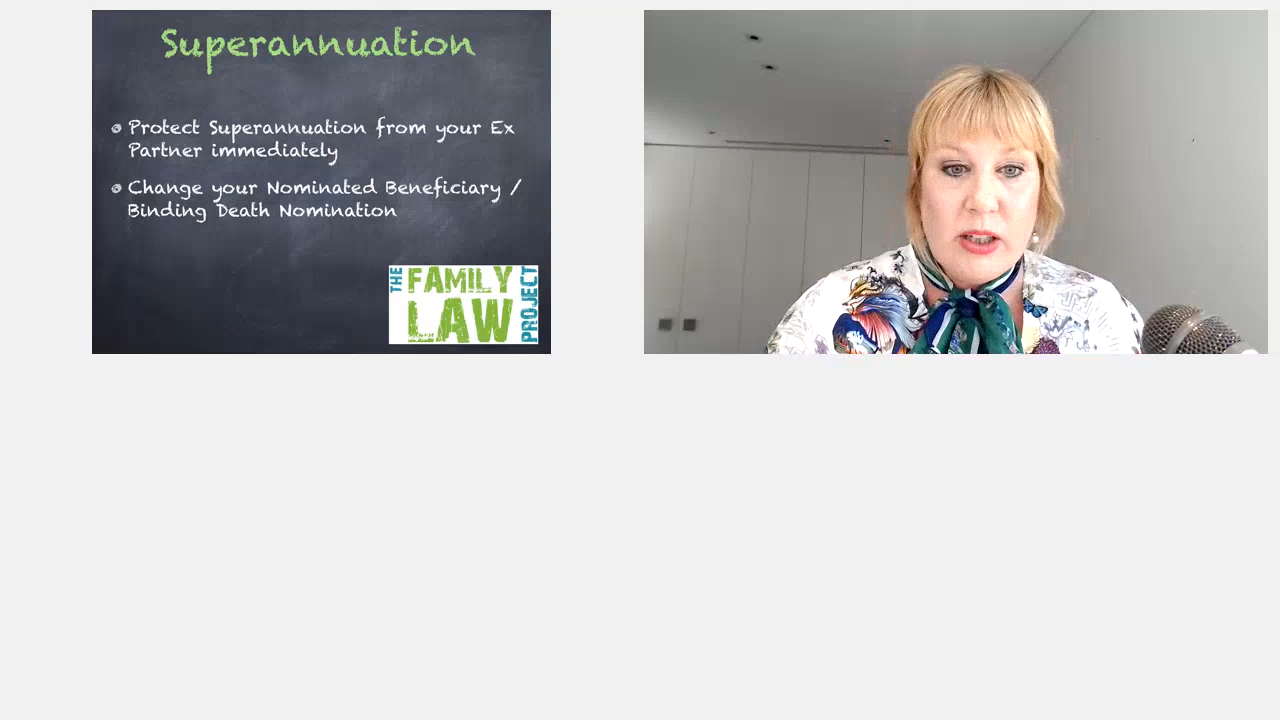 Superannuation
Protect Superannuation from your Ex
Partner immediately
Change your Nominated Beneficiary /
Binding Death Nomination
THE FAMILY
LAW PROJECT